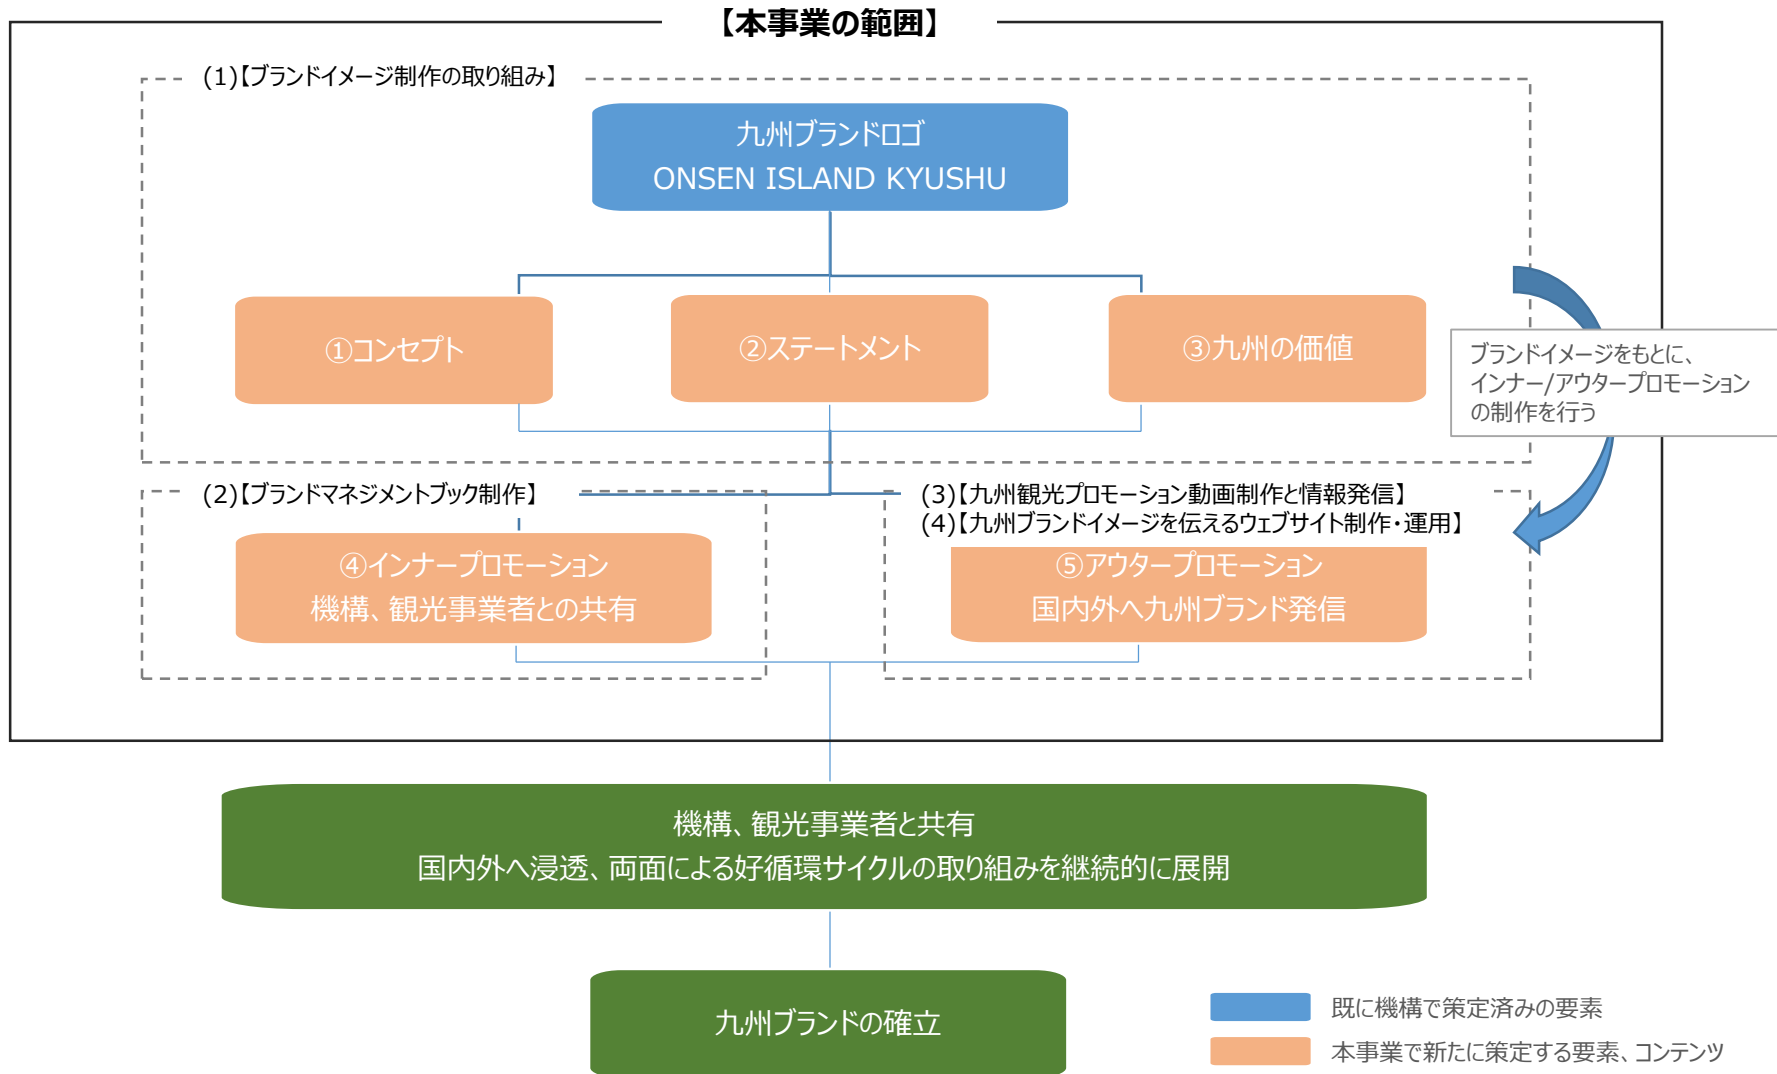 【本事業の範囲】
(1)【ブランドイメージ制作の取り組み】
九州ブランドロゴ
ONSEN ISLAND KYUSHU
①コンセプト
②ステートメント
③九州の価値
ブランドイメージをもとに、
インナー/アウタープロモーション
の制作を行う
(2)【ブランドマネジメントブック制作】
(3)【九州観光プロモーション動画制作と情報発信】
(4)【九州ブランドイメージを伝えるウェブサイト制作・運用】
④インナープロモーション
機構、観光事業者との共有
⑤アウタープロモーション
国内外へ九州ブランド発信
機構、観光事業者と共有
国内外へ浸透、両面による好循環サイクルの取り組みを継続的に展開
九州ブランドの確立
既に機構で策定済みの要素
本事業で新たに策定する要素、コンテンツ